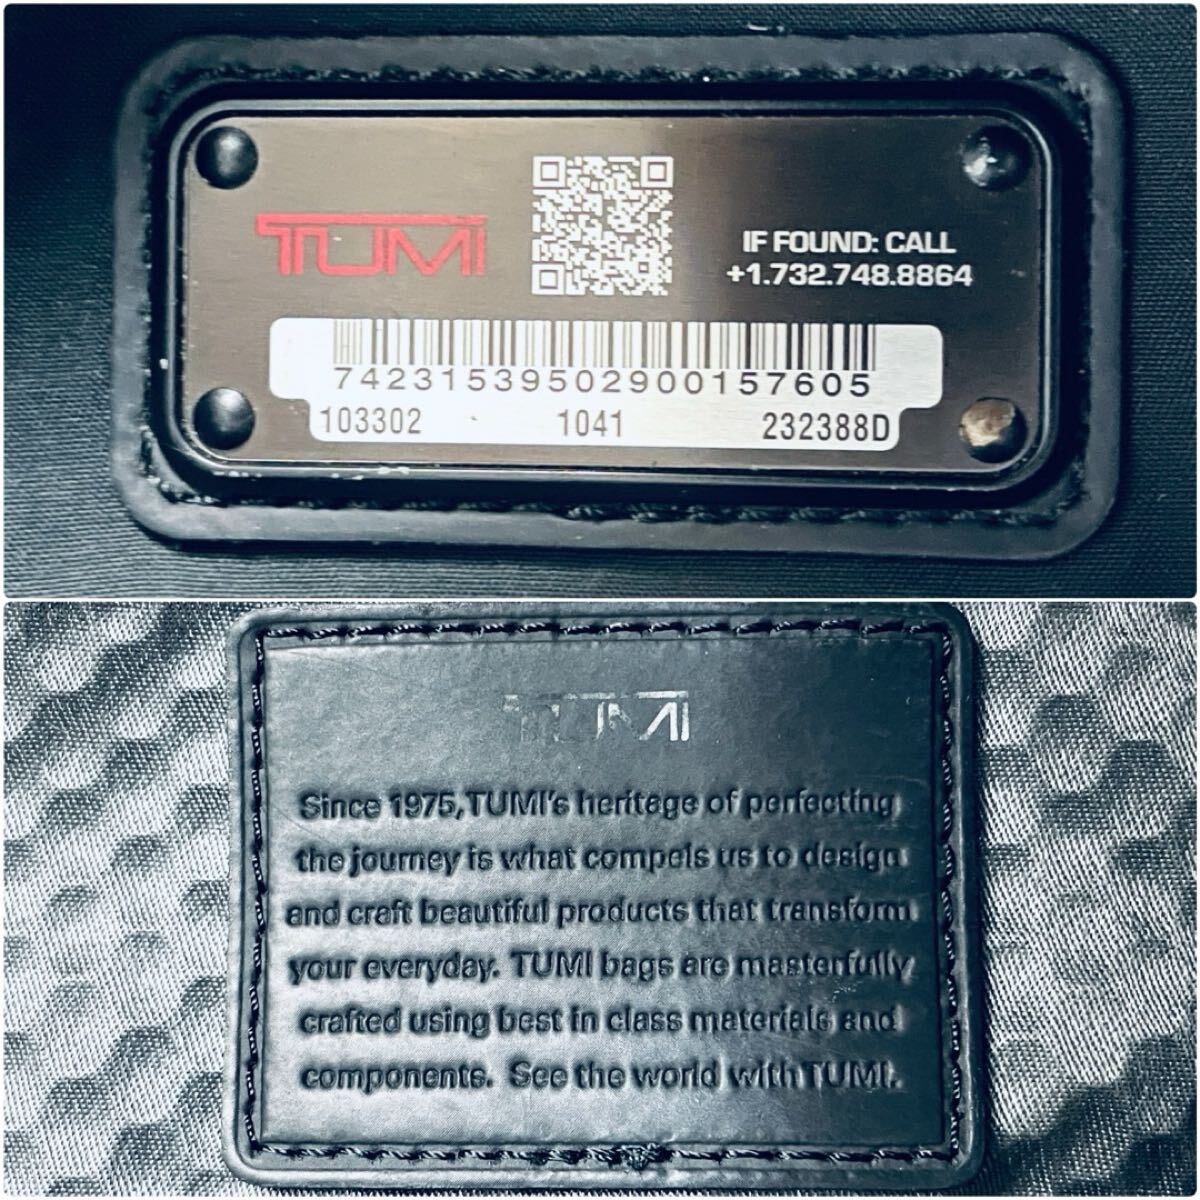 TUMI
IF FOUND: CALL
+1.732.748.8864
74231539502900157605
103302 1041 232388D
TUMI
Since 1975, TUMI's heritage of perfecting
the journey is what compels us to design
and craft beautiful products that transform
your everyday. TUMI bags are masterfully
crafted using best in class materials and
components. See the world with TUMI.